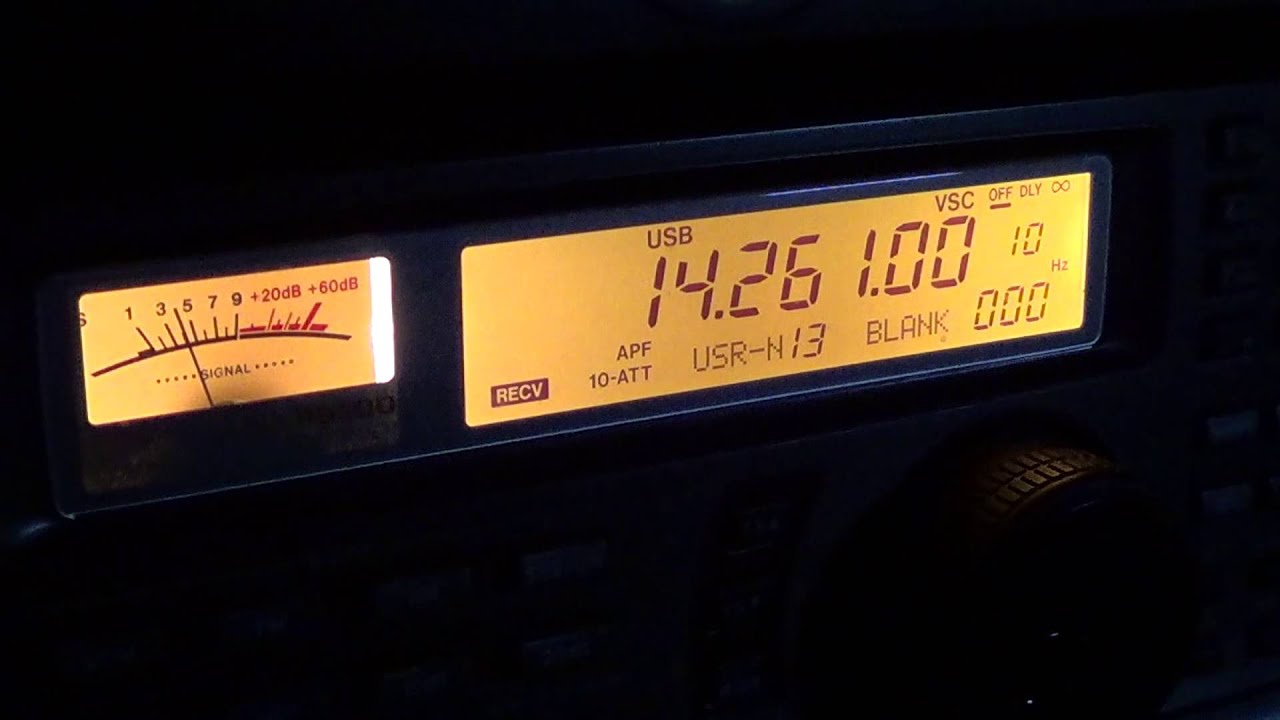 S 1 3 5 7 9 +20dB +60dB
SIGNAL
VSC OFF DLY ∞
USB
14.261.00 10
Hz
APF USR-N13 BLANK 000
10-ATT
RECV